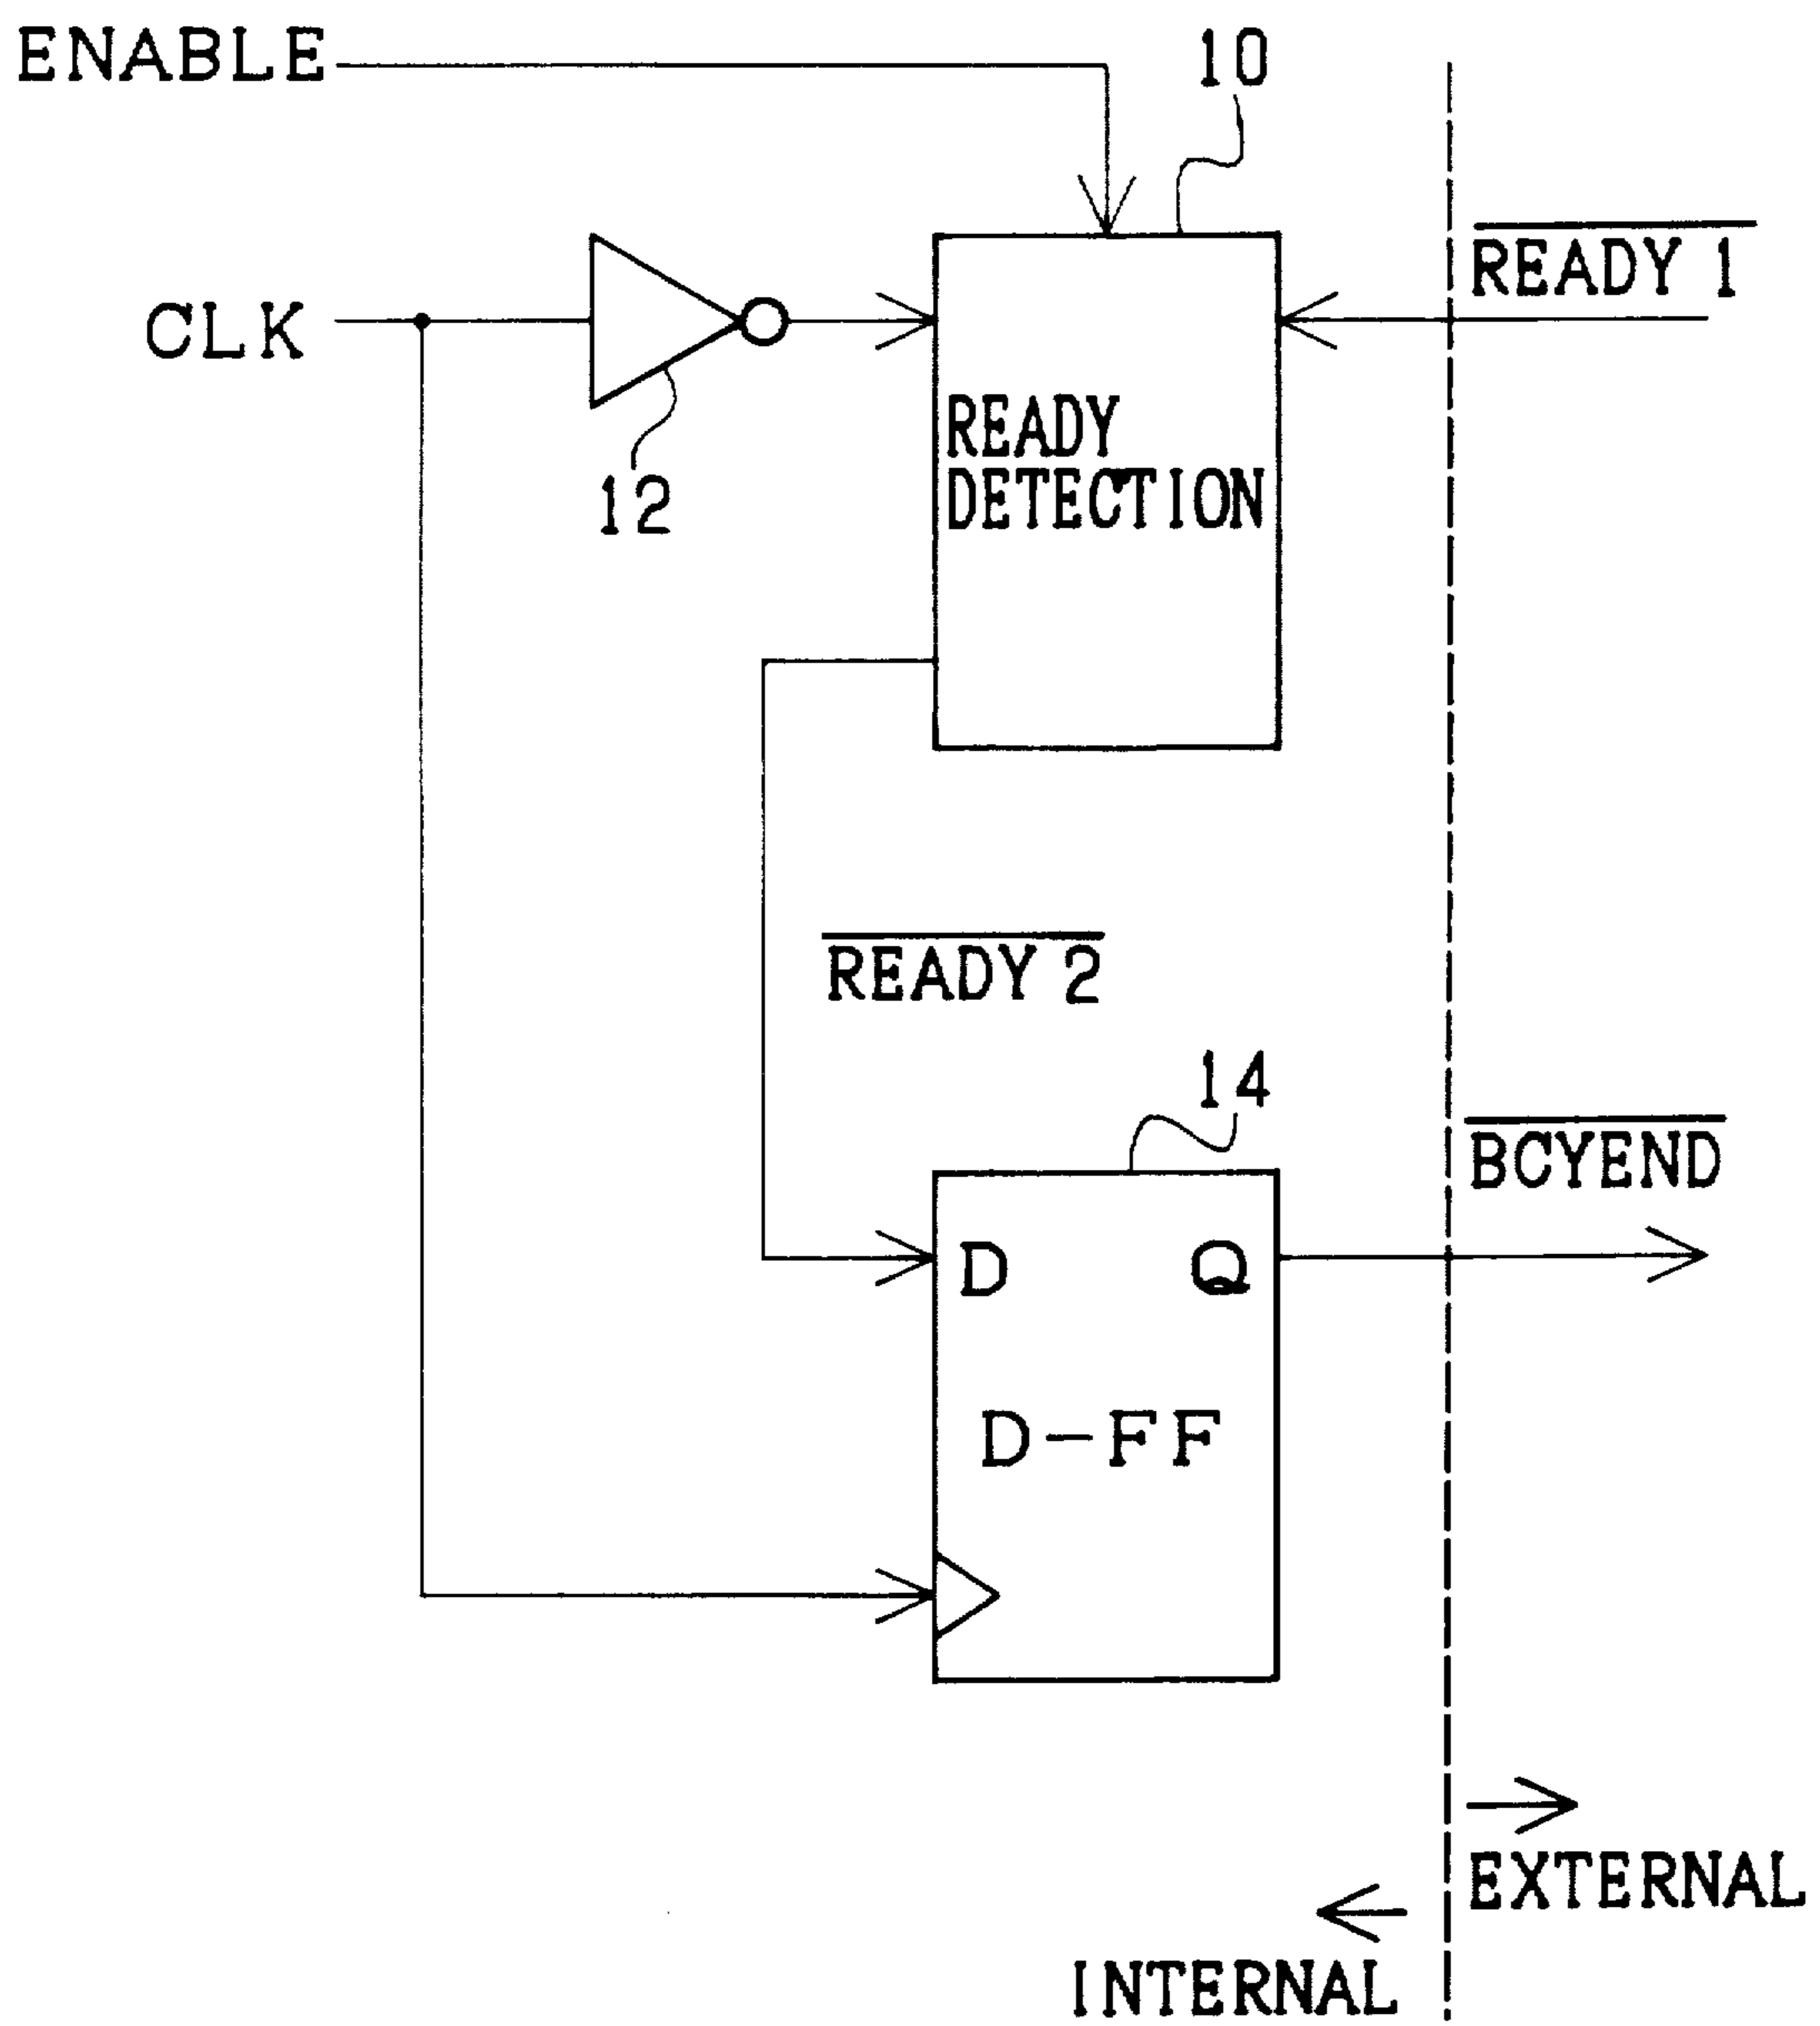 ENABLE
10
READY 1
CLK
READY
DETECTION
12
READY 2
14
BCYEND
D Q
D-FF
EXTERNAL
INTERNAL